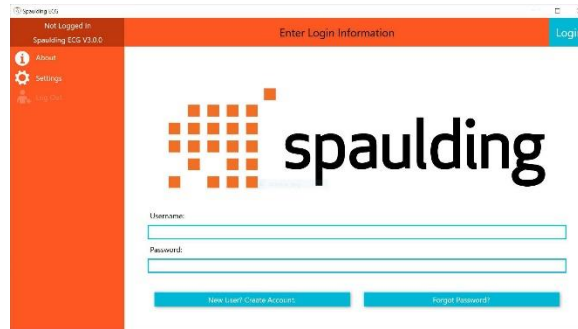 Spaulding ECG
Not Logged In
Spaulding ECG V3.0.0
Enter Login Information
Logi
About
Settings
Log Out
spaulding
Username:
Password:
New User? Create Account.
Forgot Password?